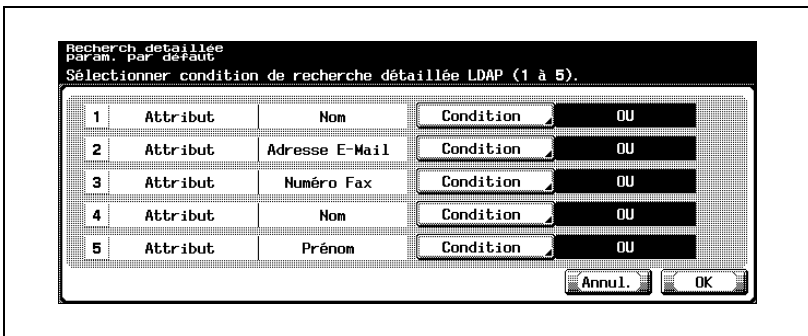 Recherch detaillée
param. par défaut
Sélectionner condition de recherche détaillée LDAP (1 à 5).
1 Attribut Nom Condition OU
2 Attribut Adresse E-Mail Condition OU
3 Attribut Numéro Fax Condition OU
4 Attribut Nom Condition OU
5 Attribut Prénom Condition OU
Annul. OK